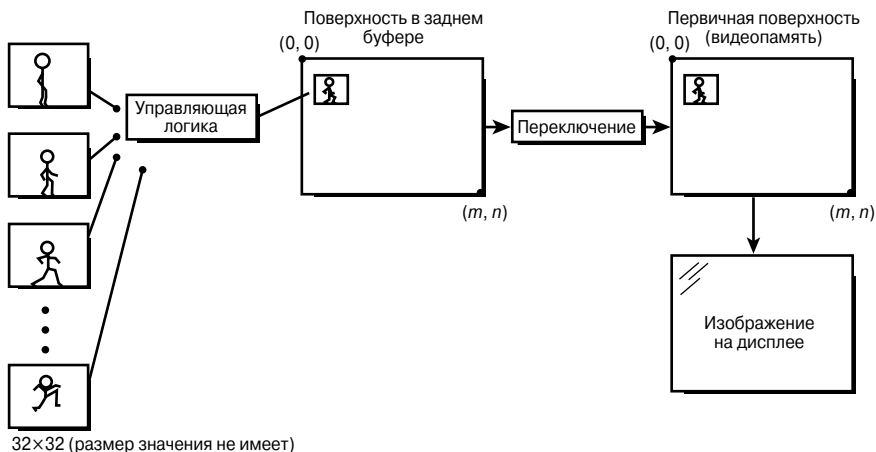 Поверхность в заднем
буфере
(0, 0)
Первичная поверхность
(видеопамять)
(0, 0)
Управляющая
логика
Переключение
(m, n)
(m, n)
Изображение
на дисплее
32×32 (размер значения не имеет)